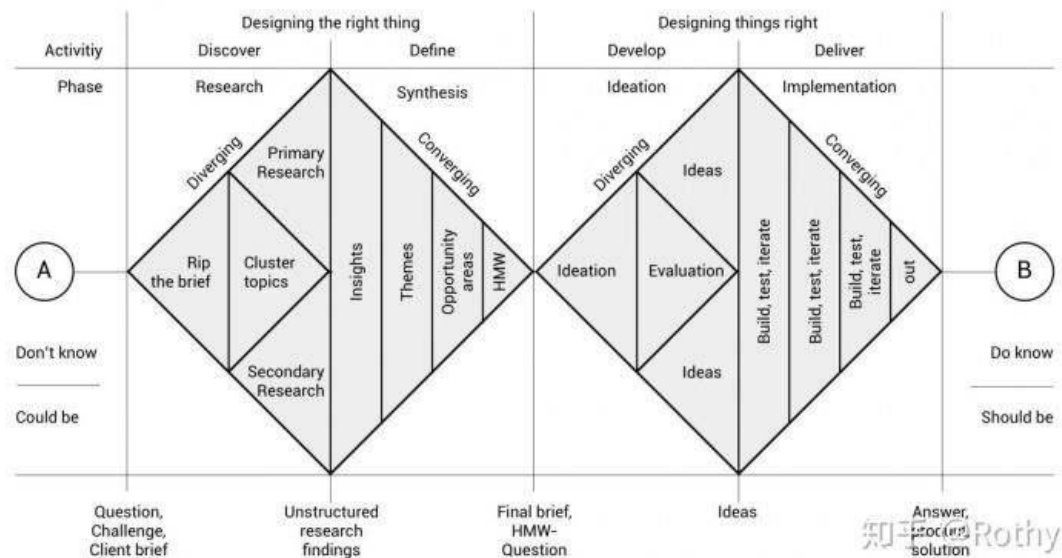 Designing the right thing
Designing things right
Activitiy
Discover
Define
Develop
Deliver
Phase
Research
Synthesis
Ideation
Implementation
Diverging
Converging
Diverging
Converging
Primary
Research
Rip
the brief
Cluster
topics
Secondary
Research
Insights
Themes
Opportunity
areas
HMW
Ideation
Evaluation
Ideas
Ideas
Build, test, iterate
Build, test, iterate
Build, test,
iterate
out
A
B
Don't know
Could be
Do know
Should be
Question,
Challenge,
Client brief
Unstructured
research
findings
Final brief,
HMW-
Question
Ideas
Answer,
product,
solution
知乎 @Rothy